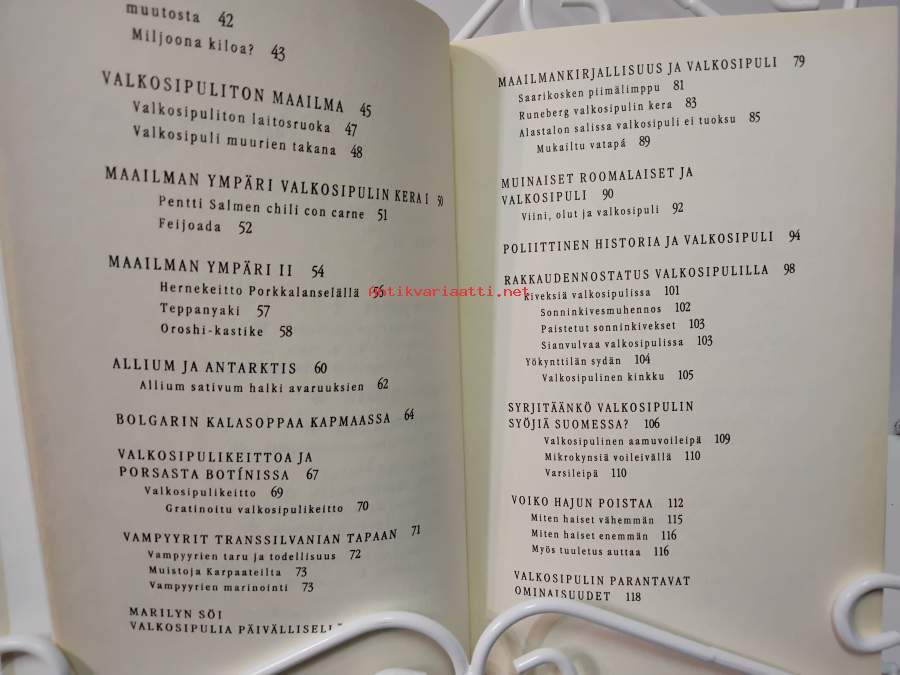 muutosta 42
Miljoona kiloa? 43
VALKOSIPULITON MAAILMA 45
Valkosipuliton laitosruoka 47
Valkosipuli muurien takana 48
MAAILMAN YMPÄRI VALKOSIPULIN KERA I 50
Pentti Salmen chili con carne 51
Feijoada 52
MAAILMAN YMPÄRI II 54
Hernekeitto Porkkalanselällä 56
Teppanyaki 57
Oroshi-kastike 58
ALLIUM JA ANTARKTIS 60
Allium sativum halki avaruuksien 62
BOLGARIN KALASOPPAA KAPMAASSA 64
VALKOSIPULIKEITTOA JA
PORSASTA BOTÍNISSA 67
Valkosipulikeitto 69
Gratinoitu valkosipulikeitto 70
VAMPYYRIT TRANSSILVANIAN TAPAAN 71
Vampyyrien taru ja todellisuus 72
Muistoja Karpaateilta 73
Vampyyrien marinointi 73
MARILYN SÖI
VALKOSIPULIA PÄIVÄLLISELLÄ
MAAILMANKIRJALLISUUS JA VALKOSIPULI 79
Saarikosken piimälimppu 81
Runeberg valkosipulin kera 83
Alastalon salissa valkosipuli ei tuoksu 85
Mukailtu vatapá 89
MUINAISET ROOMALAISET JA
VALKOSIPULI 90
Viini, olut ja valkosipuli 92
POLIITTINEN HISTORIA JA VALKOSIPULI 94
RAKKAUDENNOSTATUS VALKOSIPULILLA 98
Kiveksiä valkosipulissa 101
Sonninkivesmuhennos 102
Paistetut sonninkivekset 103
Sianvulvaa valkosipulissa 103
Yökynttilän sydän 104
Valkosipulinen kinkku 105
SYRJITÄÄNKÖ VALKOSIPULIN
SYÖJIÄ SUOMESSA? 106
Valkosipulinen aamuvoileipä 109
Mikrokynsiä voileivällä 110
Varsileipä 110
VOIKO HAJUN POISTAA 112
Miten haiset vähemmän 115
Miten haiset enemmän 116
Myös tuuletus auttaa 116
VALKOSIPULIN PARANTAVAT
OMINAISUUDET 118
Antikvariaatti.net